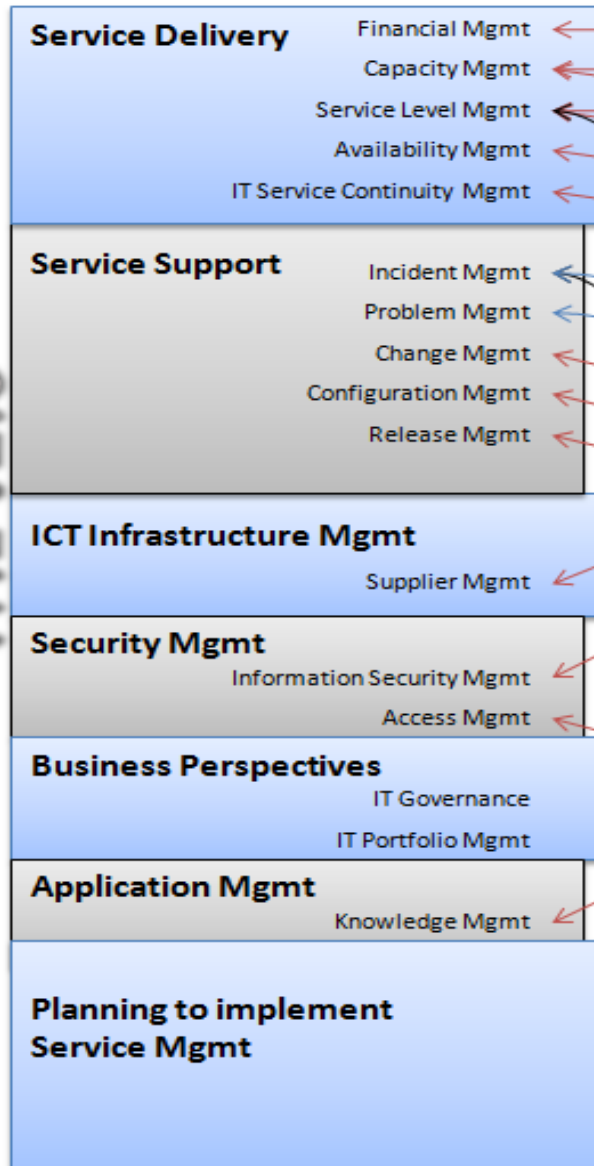 Service Delivery
Financial Mgmt
Capacity Mgmt
Service Level Mgmt
Availability Mgmt
IT Service Continuity Mgmt
Service Support
Incident Mgmt
Problem Mgmt
Change Mgmt
Configuration Mgmt
Release Mgmt
ICT Infrastructure Mgmt
Supplier Mgmt
Security Mgmt
Information Security Mgmt
Access Mgmt
Business Perspectives
IT Governance
IT Portfolio Mgmt
Application Mgmt
Knowledge Mgmt
Planning to implement
Service Mgmt